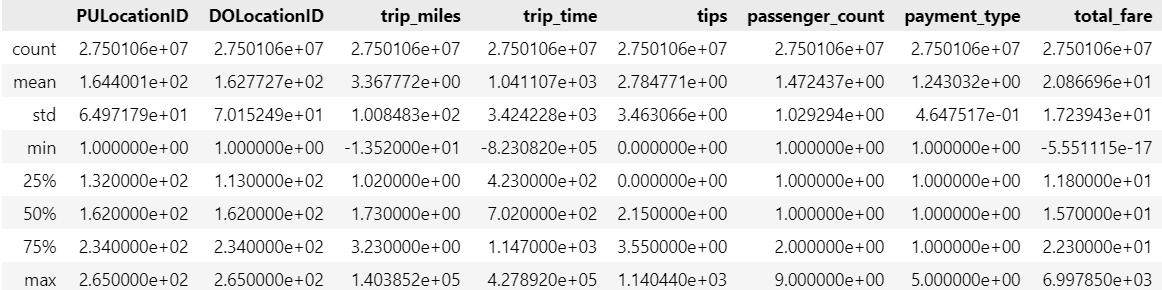 PULocationID DOLocationID trip_miles trip_time tips passenger_count payment_type total_fare
count 2.750106e+07 2.750106e+07 2.750106e+07 2.750106e+07 2.750106e+07 2.750106e+07 2.750106e+07 2.750106e+07
mean 1.644001e+02 1.627727e+02 3.367772e+00 1.041107e+03 2.784771e+00 1.472437e+00 1.243032e+00 2.086696e+01
std 6.497179e+01 7.015249e+01 1.008483e+02 3.424228e+03 3.463066e+00 1.029294e+00 4.647517e-01 1.723943e+01
min 1.000000e+00 1.000000e+00 -1.352000e+01 -8.230820e+05 0.000000e+00 1.000000e+00 1.000000e+00 -5.551115e-17
25% 1.320000e+02 1.130000e+02 1.020000e+00 4.230000e+02 0.000000e+00 1.000000e+00 1.000000e+00 1.180000e+01
50% 1.620000e+02 1.620000e+02 1.730000e+00 7.020000e+02 2.150000e+00 1.000000e+00 1.000000e+00 1.570000e+01
75% 2.340000e+02 2.340000e+02 3.230000e+00 1.147000e+03 3.550000e+00 2.000000e+00 1.000000e+00 2.230000e+01
max 2.650000e+02 2.650000e+02 1.403852e+05 4.278920e+05 1.140440e+03 9.000000e+00 5.000000e+00 6.997850e+03